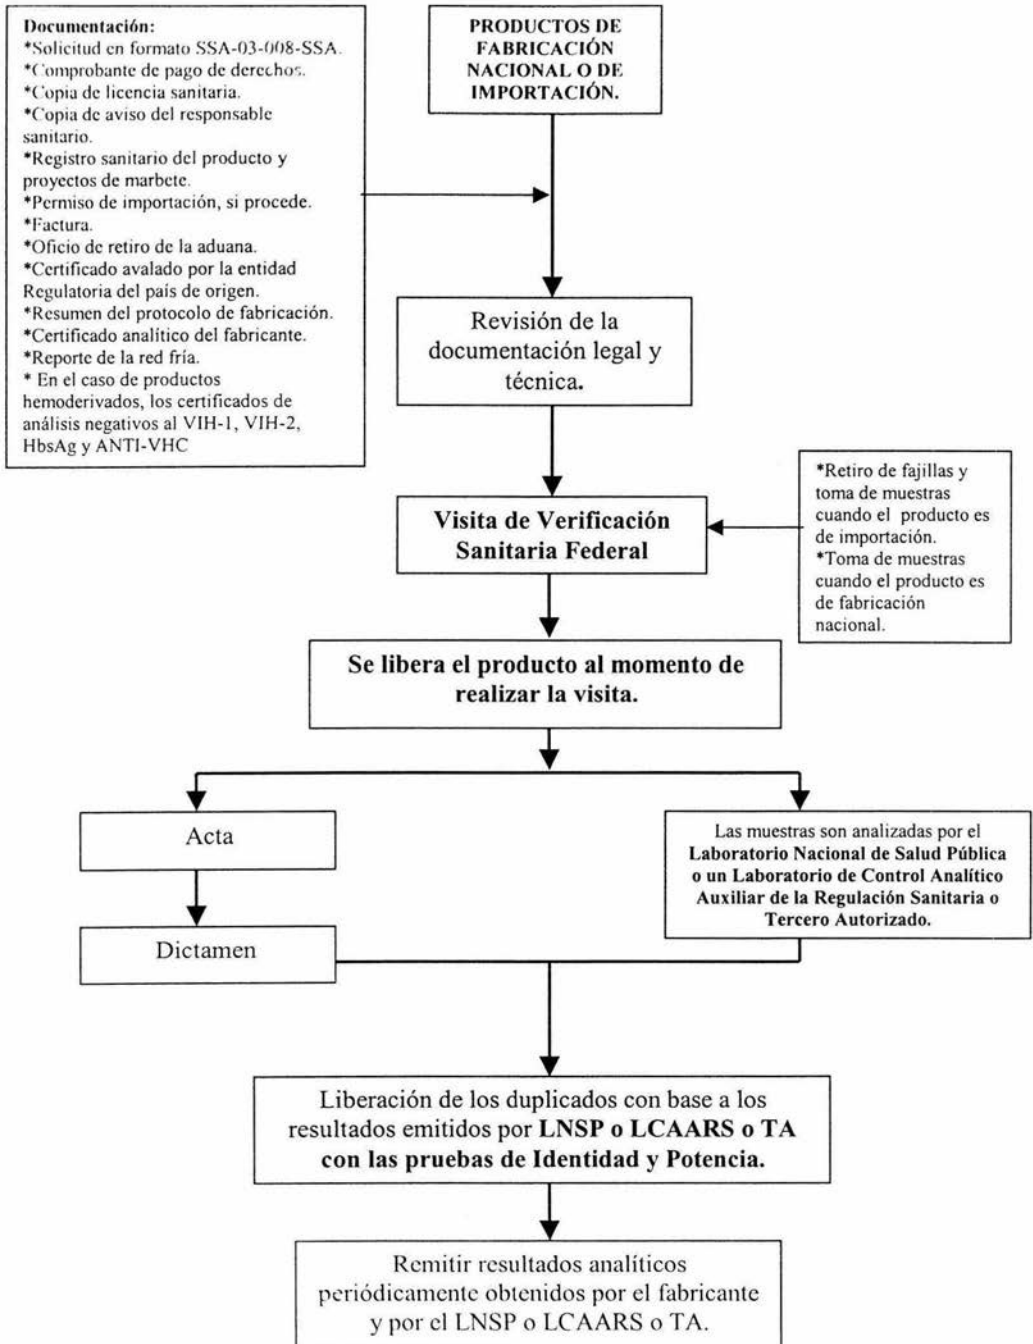 Documentación:
*Solicitud en formato SSA-03-008-SSA.
*Comprobante de pago de derechos.
*Copia de licencia sanitaria.
*Copia de aviso del responsable
sanitario.
*Registro sanitario del producto y
proyectos de marbete.
*Permiso de importación, si procede.
*Factura.
*Oficio de retiro de la aduana.
*Certificado avalado por la entidad
Regulatoria del país de origen.
*Resumen del protocolo de fabricación.
*Certificado analítico del fabricante.
*Reporte de la red fría.
* En el caso de productos
hemoderivados, los certificados de
análisis negativos al VIH-1, VIH-2,
HbsAg y ANTI-VHC
PRODUCTOS DE
FABRICACIÓN
NACIONAL O DE
IMPORTACIÓN.
Revisión de la
documentación legal y
técnica.
Visita de Verificación
Sanitaria Federal
*Retiro de fajillas y
toma de muestras
cuando el producto es
de importación.
*Toma de muestras
cuando el producto es
de fabricación
nacional.
Se libera el producto al momento de
realizar la visita.
Acta
Dictamen
Las muestras son analizadas por el
Laboratorio Nacional de Salud Pública
o un Laboratorio de Control Analítico
Auxiliar de la Regulación Sanitaria o
Tercero Autorizado.
Liberación de los duplicados con base a los
resultados emitidos por LNSP o LCAARS o TA
con las pruebas de Identidad y Potencia.
Remitir resultados analíticos
periódicamente obtenidos por el fabricante
y por el LNSP o LCAARS o TA.